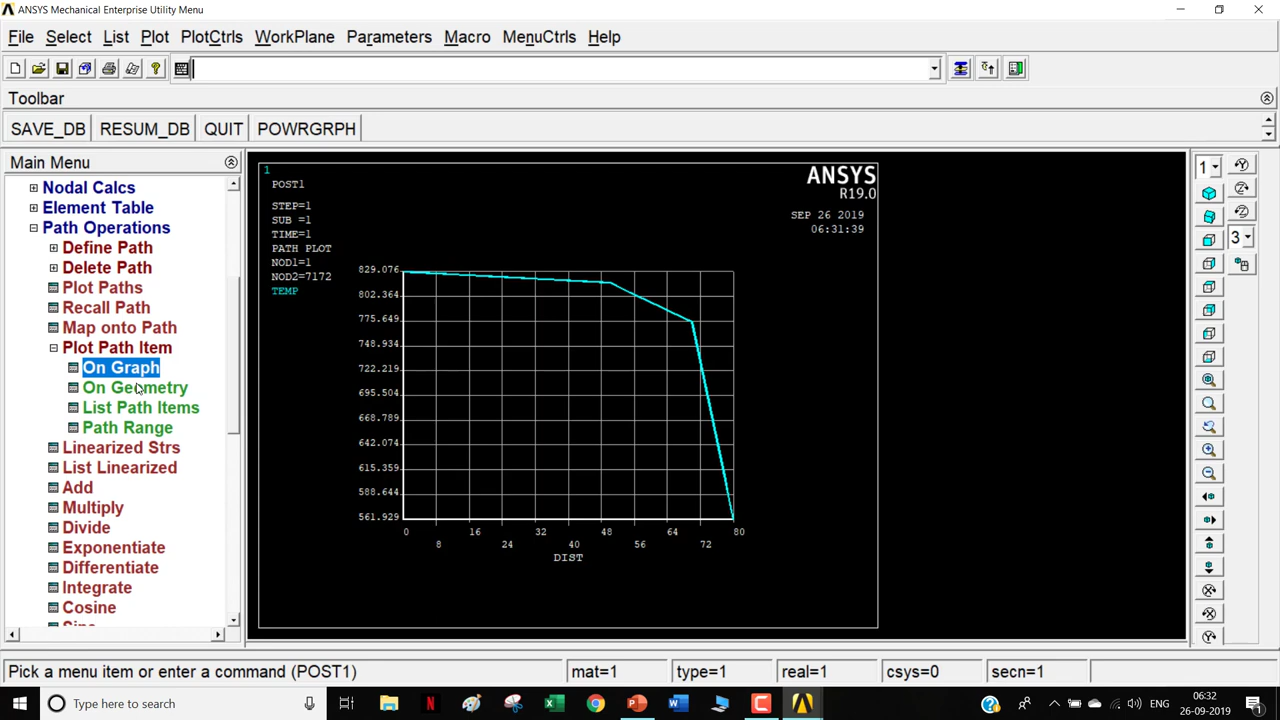 ANSYS Mechanical Enterprise Utility Menu
File Select List Plot PlotCtrls WorkPlane Parameters Macro MenuCtrls Help
Toolbar
SAVE_DB RESUM_DB QUIT POWRGRPH
Main Menu
Nodal Calcs
Element Table
Path Operations
Define Path
Delete Path
Plot Paths
Recall Path
Map onto Path
Plot Path Item
On Graph
On Geometry
List Path Items
Path Range
Linearized Strs
List Linearized
Add
Multiply
Divide
Exponentiate
Differentiate
Integrate
Cosine
1
POST1
STEP=1
SUB =1
TIME=1
PATH PLOT
NOD1=1
NOD2=7172
TEMP
ANSYS
R19.0
SEP 26 2019
06:31:39
829.076
802.364
775.649
748.934
722.219
695.504
668.789
642.074
615.359
588.644
561.929
0 16 32 48 64 80
8 24 40 56 72
DIST
1
3
Pick a menu item or enter a command (POST1) mat=1 type=1 real=1 csys=0 secn=1
Type here to search
ENG
06:32
26-09-2019
1